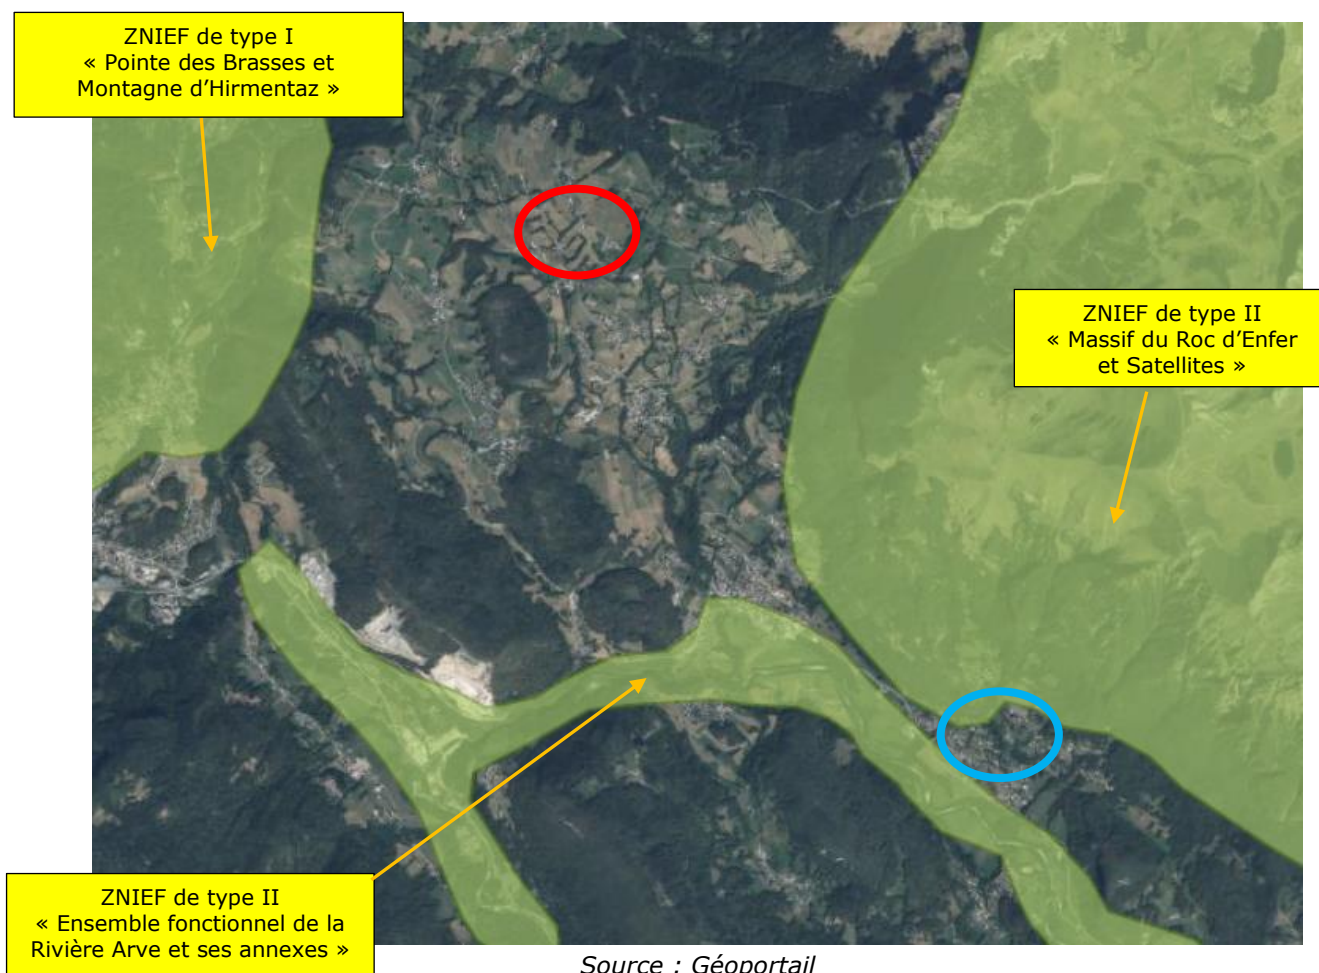 ZNIEF de type I
« Pointe des Brasses et
Montagne d’Hirmentaz »
ZNIEF de type II
« Massif du Roc d’Enfer
et Satellites »
ZNIEF de type II
« Ensemble fonctionnel de la
Rivière Arve et ses annexes »
Source : Géoportail